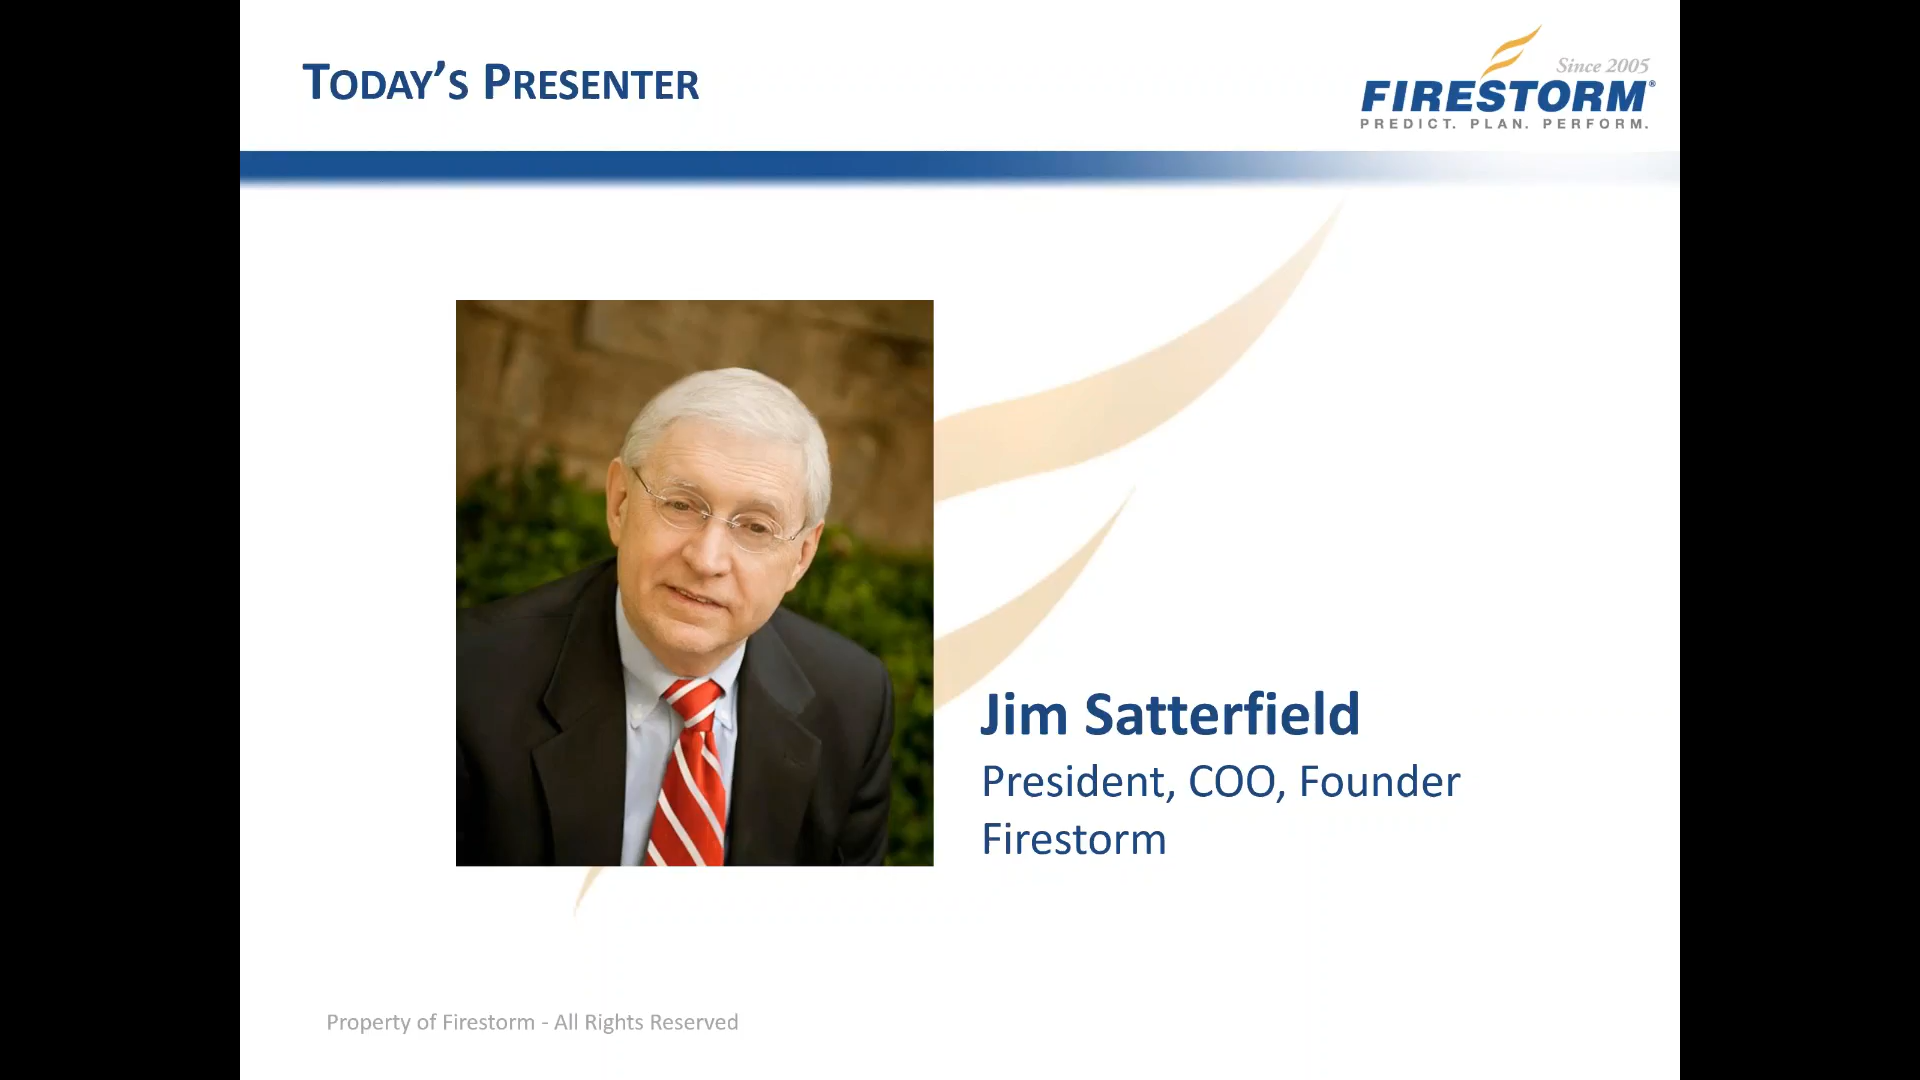 TODAY’S PRESENTER
Since 2005
FIRESTORM®
PREDICT. PLAN. PERFORM.
Jim Satterfield
President, COO, Founder
Firestorm
Property of Firestorm - All Rights Reserved